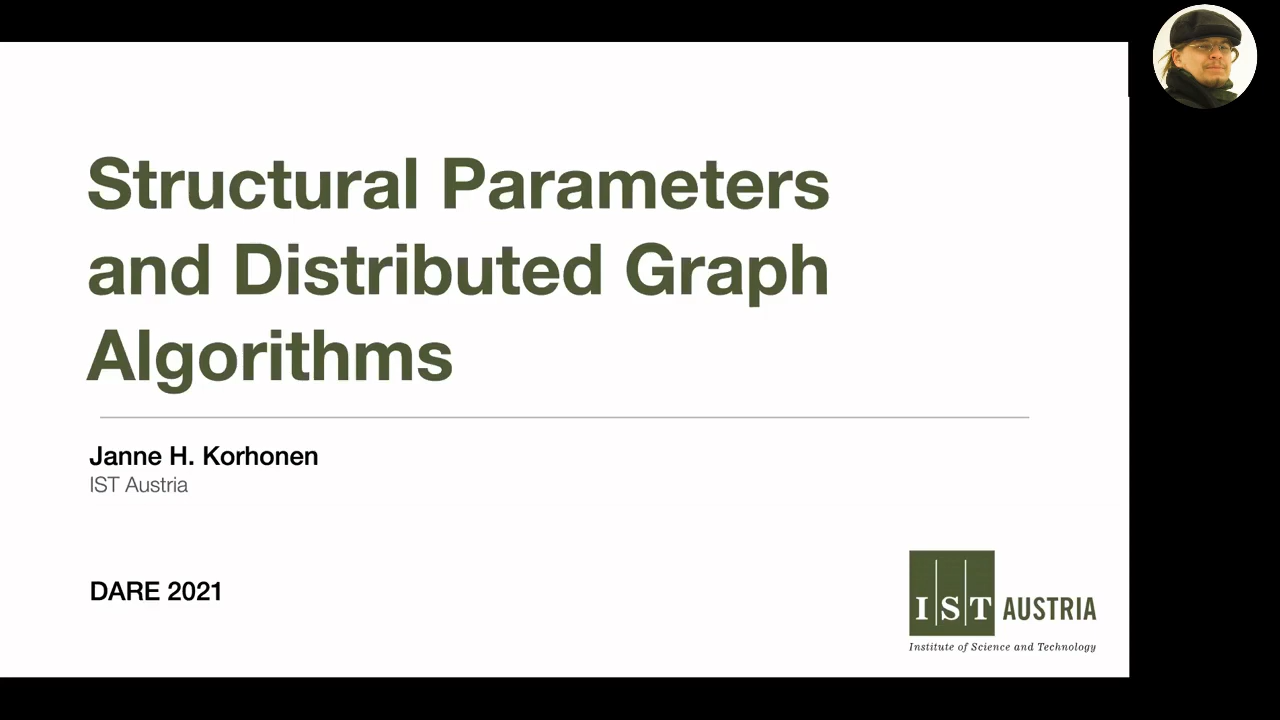 Structural Parameters
and Distributed Graph
Algorithms
Janne H. Korhonen
IST Austria
DARE 2021
IST AUSTRIA
Institute of Science and Technology